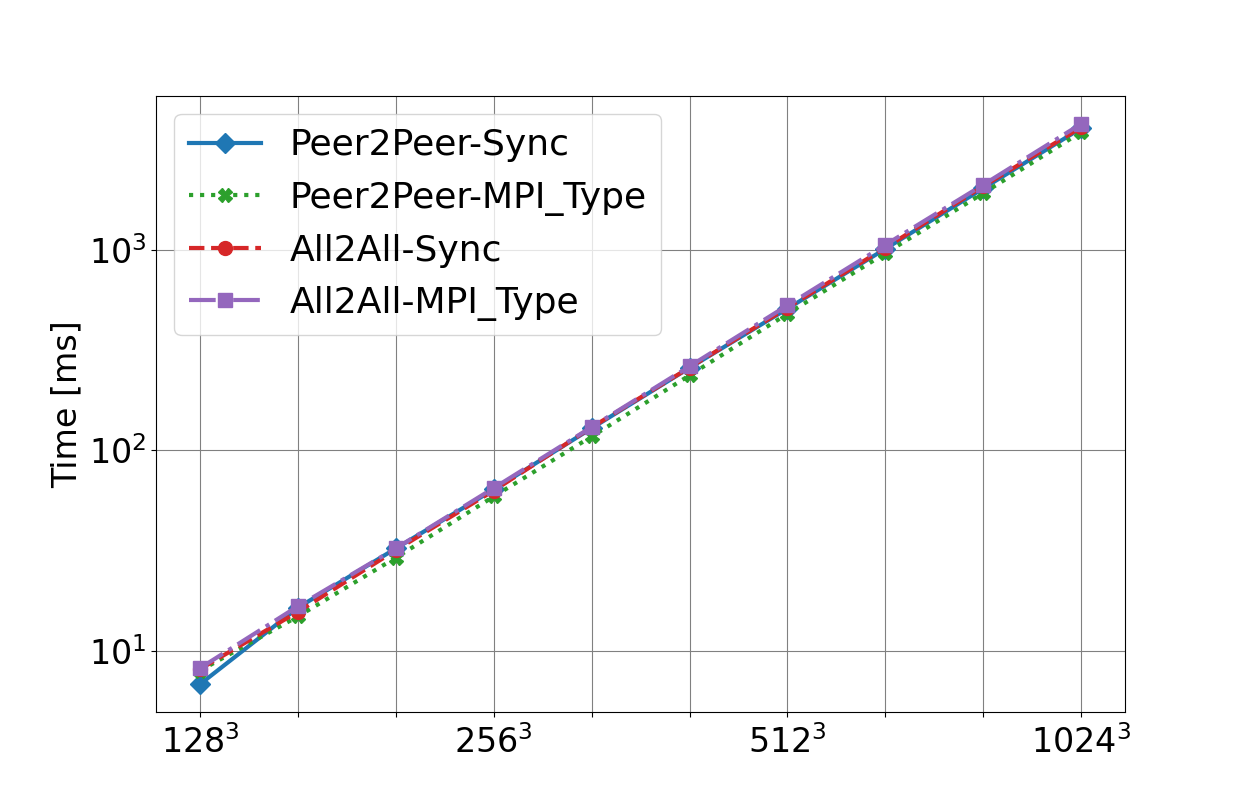 Peer2Peer-Sync
Peer2Peer-MPI_Type
All2All-Sync
All2All-MPI_Type
Time [ms]
10³
10²
10¹
128³ 256³ 512³ 1024³